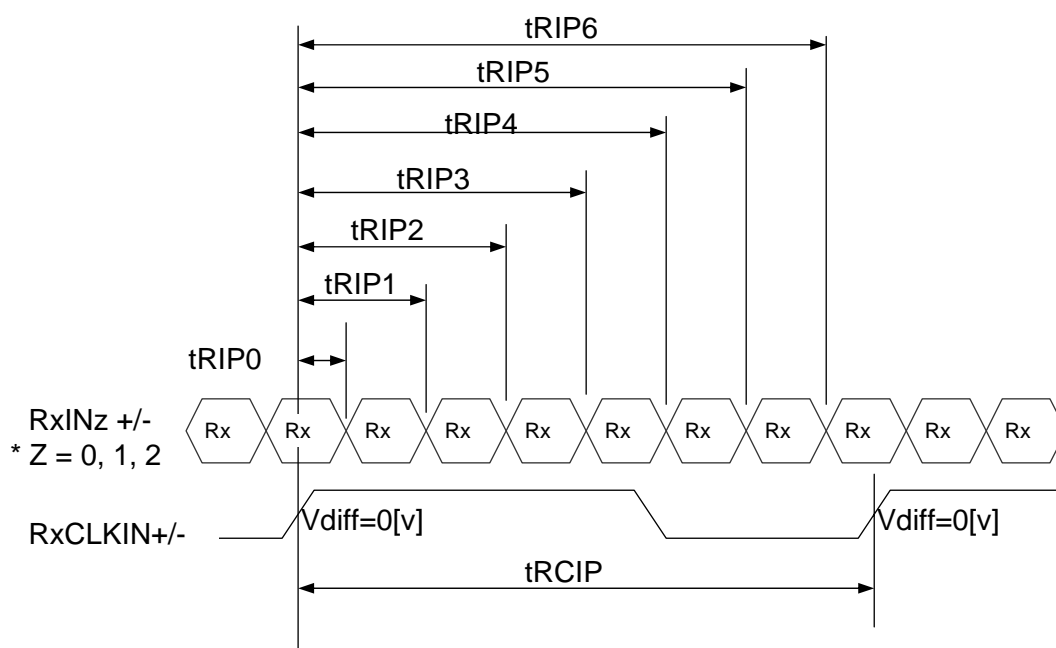 tRIP6
tRIP5
tRIP4
tRIP3
tRIP2
tRIP1
tRIP0
RxINz +/-
* Z = 0, 1, 2
Rx Rx Rx Rx Rx Rx Rx Rx Rx Rx Rx
RxCLKIN+/-
Vdiff=0[v] Vdiff=0[v]
tRCIP